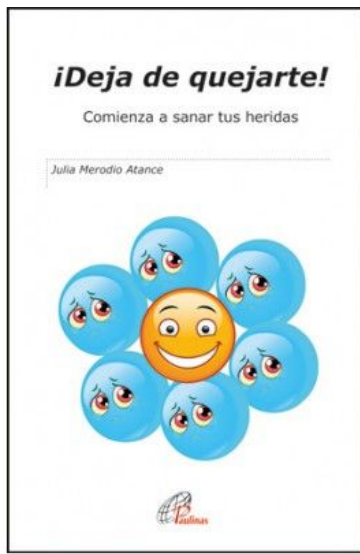 ¡Deja de quejarte!
Comienza a sanar tus heridas
Julia Merodio Atance
Paulinas